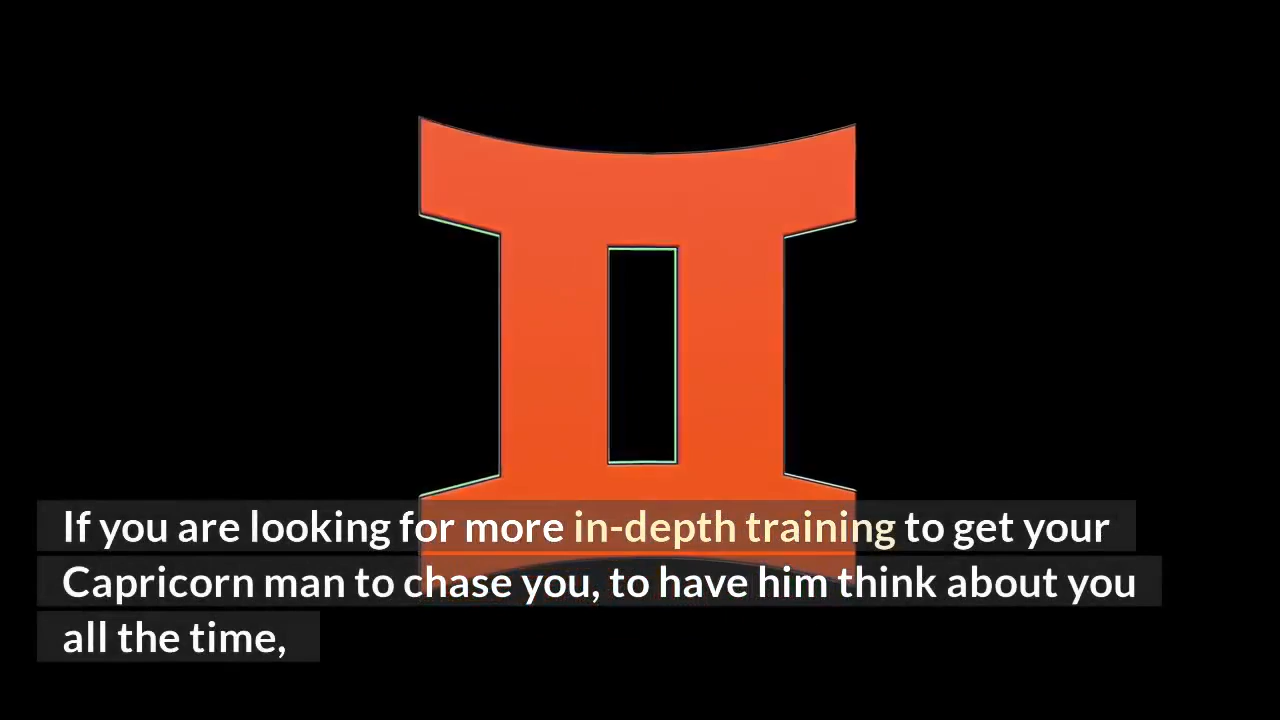 If you are looking for more in-depth training to get your
Capricorn man to chase you, to have him think about you
all the time,